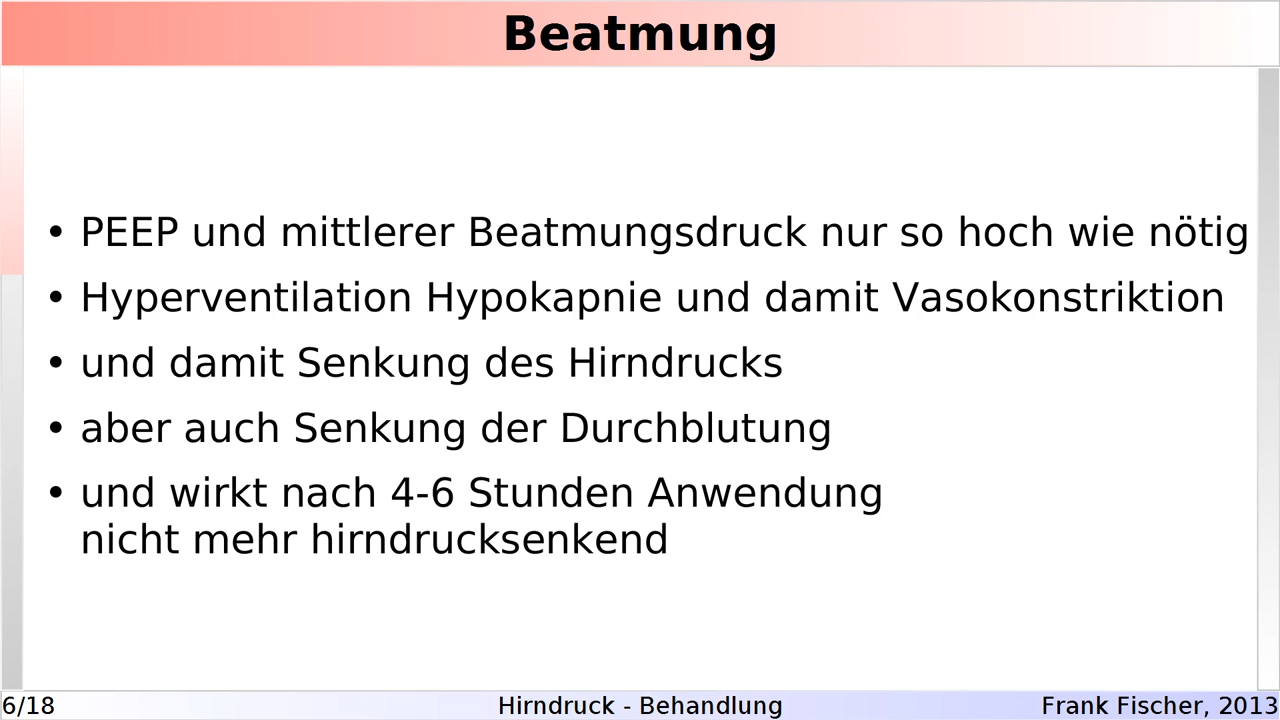 Beatmung
• PEEP und mittlerer Beatmungsdruck nur so hoch wie nötig
• Hyperventilation Hypokapnie und damit Vasokonstriktion
• und damit Senkung des Hirndrucks
• aber auch Senkung der Durchblutung
• und wirkt nach 4-6 Stunden Anwendung
nicht mehr hirndrucksenkend
6/18 Hirndruck - Behandlung Frank Fischer, 2013